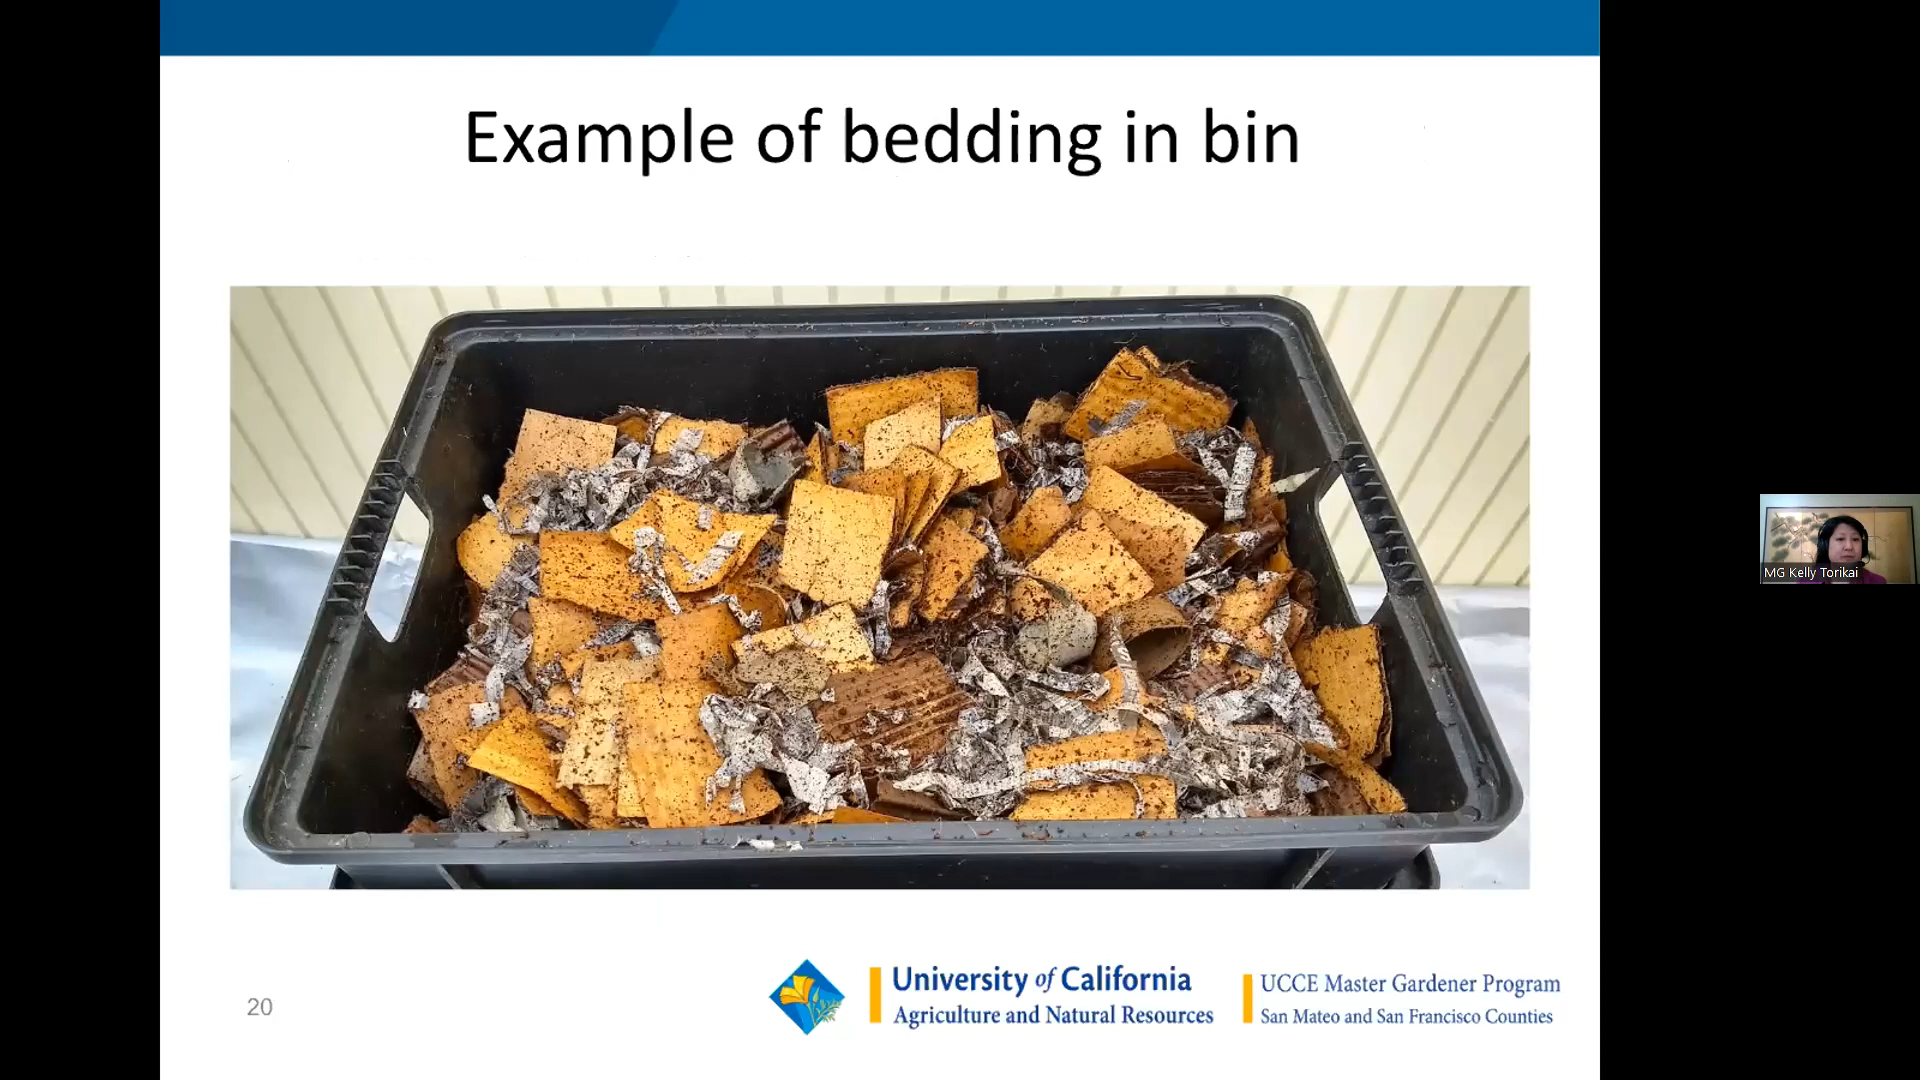 Example of bedding in bin
MG Kelly Torikai
University of California
Agriculture and Natural Resources
UCCE Master Gardener Program
San Mateo and San Francisco Counties
20